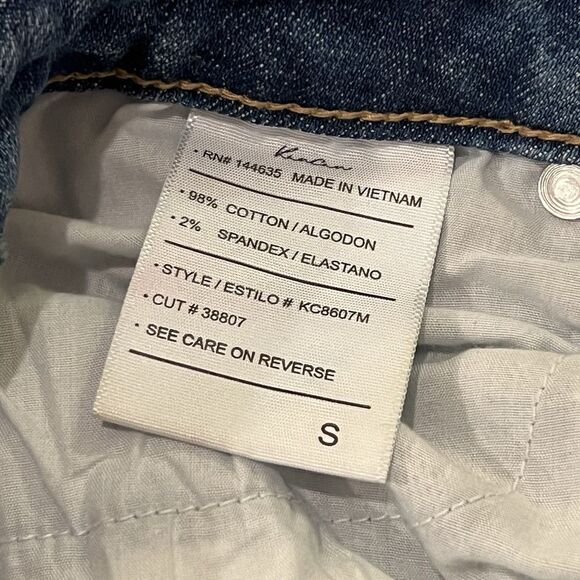 KanCan
• RN# 144635 MADE IN VIETNAM
• 98% COTTON / ALGODON
• 2% SPANDEX / ELASTANO
• STYLE / ESTILO # KC8607M
• CUT # 38807
• SEE CARE ON REVERSE
S